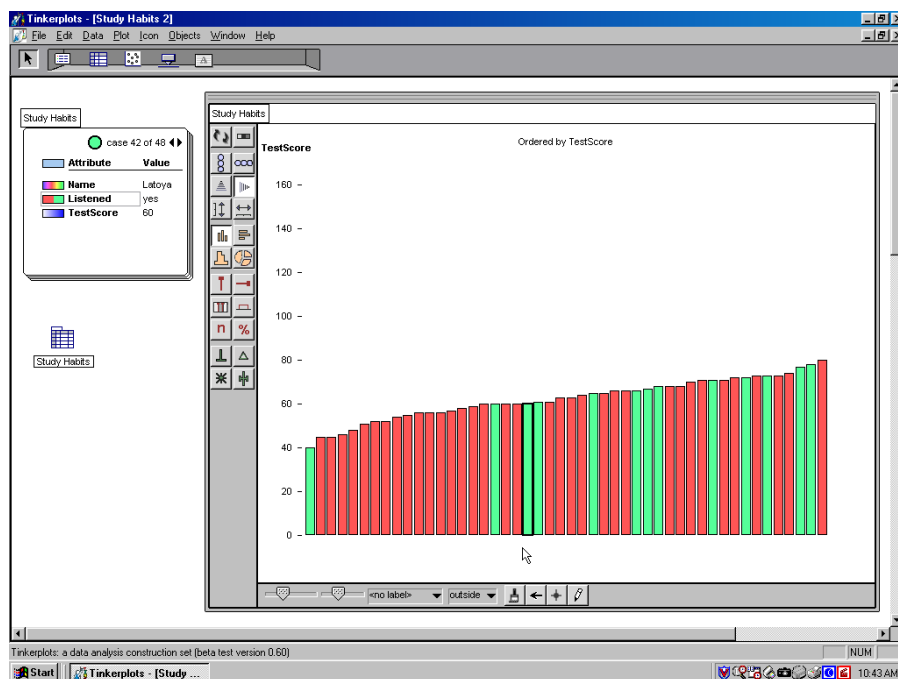 Tinkerplots - [Study Habits 2]
File Edit Data Plot Icon Objects Window Help
A
Study Habits
case 42 of 48
Attribute Value
Name Latoya
Listened yes
TestScore 60
Study Habits
Study Habits
n %
TestScore
Ordered by TestScore
160
140
120
100
80
60
40
20
0
<no label> outside
Tinkerplots: a data analysis construction set (beta test version 0.60)
NUM
Start Tinkerplots - [Study ...
10:43 AM